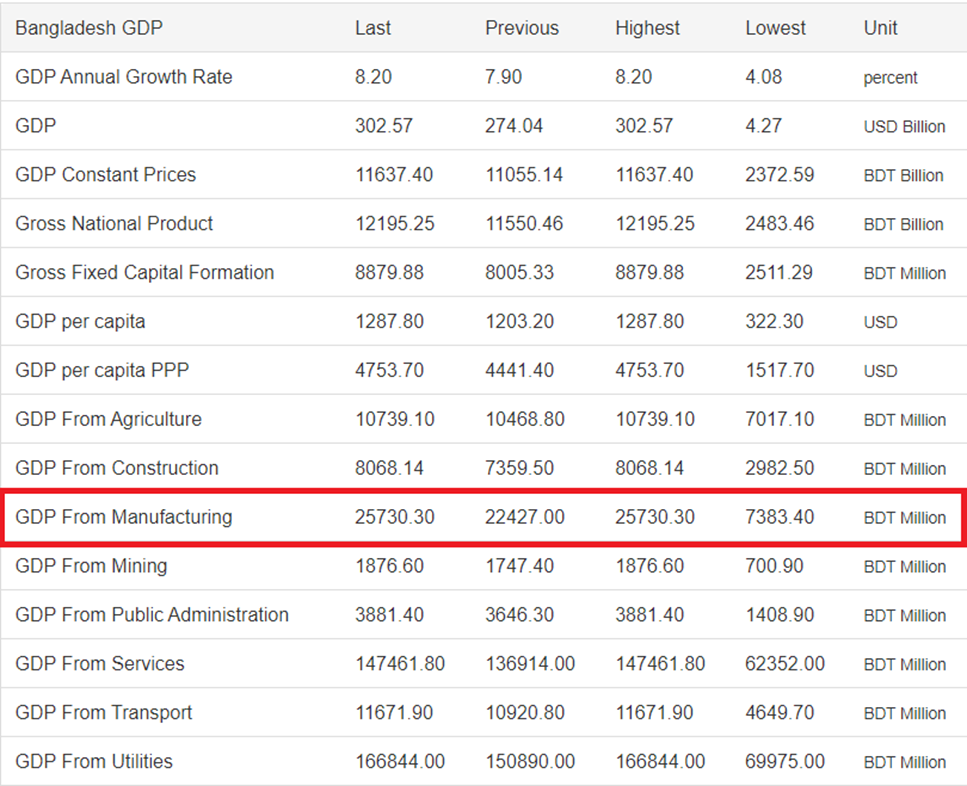 Bangladesh GDP Last Previous Highest Lowest Unit
GDP Annual Growth Rate 8.20 7.90 8.20 4.08 percent
GDP 302.57 274.04 302.57 4.27 USD Billion
GDP Constant Prices 11637.40 11055.14 11637.40 2372.59 BDT Billion
Gross National Product 12195.25 11550.46 12195.25 2483.46 BDT Billion
Gross Fixed Capital Formation 8879.88 8005.33 8879.88 2511.29 BDT Million
GDP per capita 1287.80 1203.20 1287.80 322.30 USD
GDP per capita PPP 4753.70 4441.40 4753.70 1517.70 USD
GDP From Agriculture 10739.10 10468.80 10739.10 7017.10 BDT Million
GDP From Construction 8068.14 7359.50 8068.14 2982.50 BDT Million
GDP From Manufacturing 25730.30 22427.00 25730.30 7383.40 BDT Million
GDP From Mining 1876.60 1747.40 1876.60 700.90 BDT Million
GDP From Public Administration 3881.40 3646.30 3881.40 1408.90 BDT Million
GDP From Services 147461.80 136914.00 147461.80 62352.00 BDT Million
GDP From Transport 11671.90 10920.80 11671.90 4649.70 BDT Million
GDP From Utilities 166844.00 150890.00 166844.00 69975.00 BDT Million